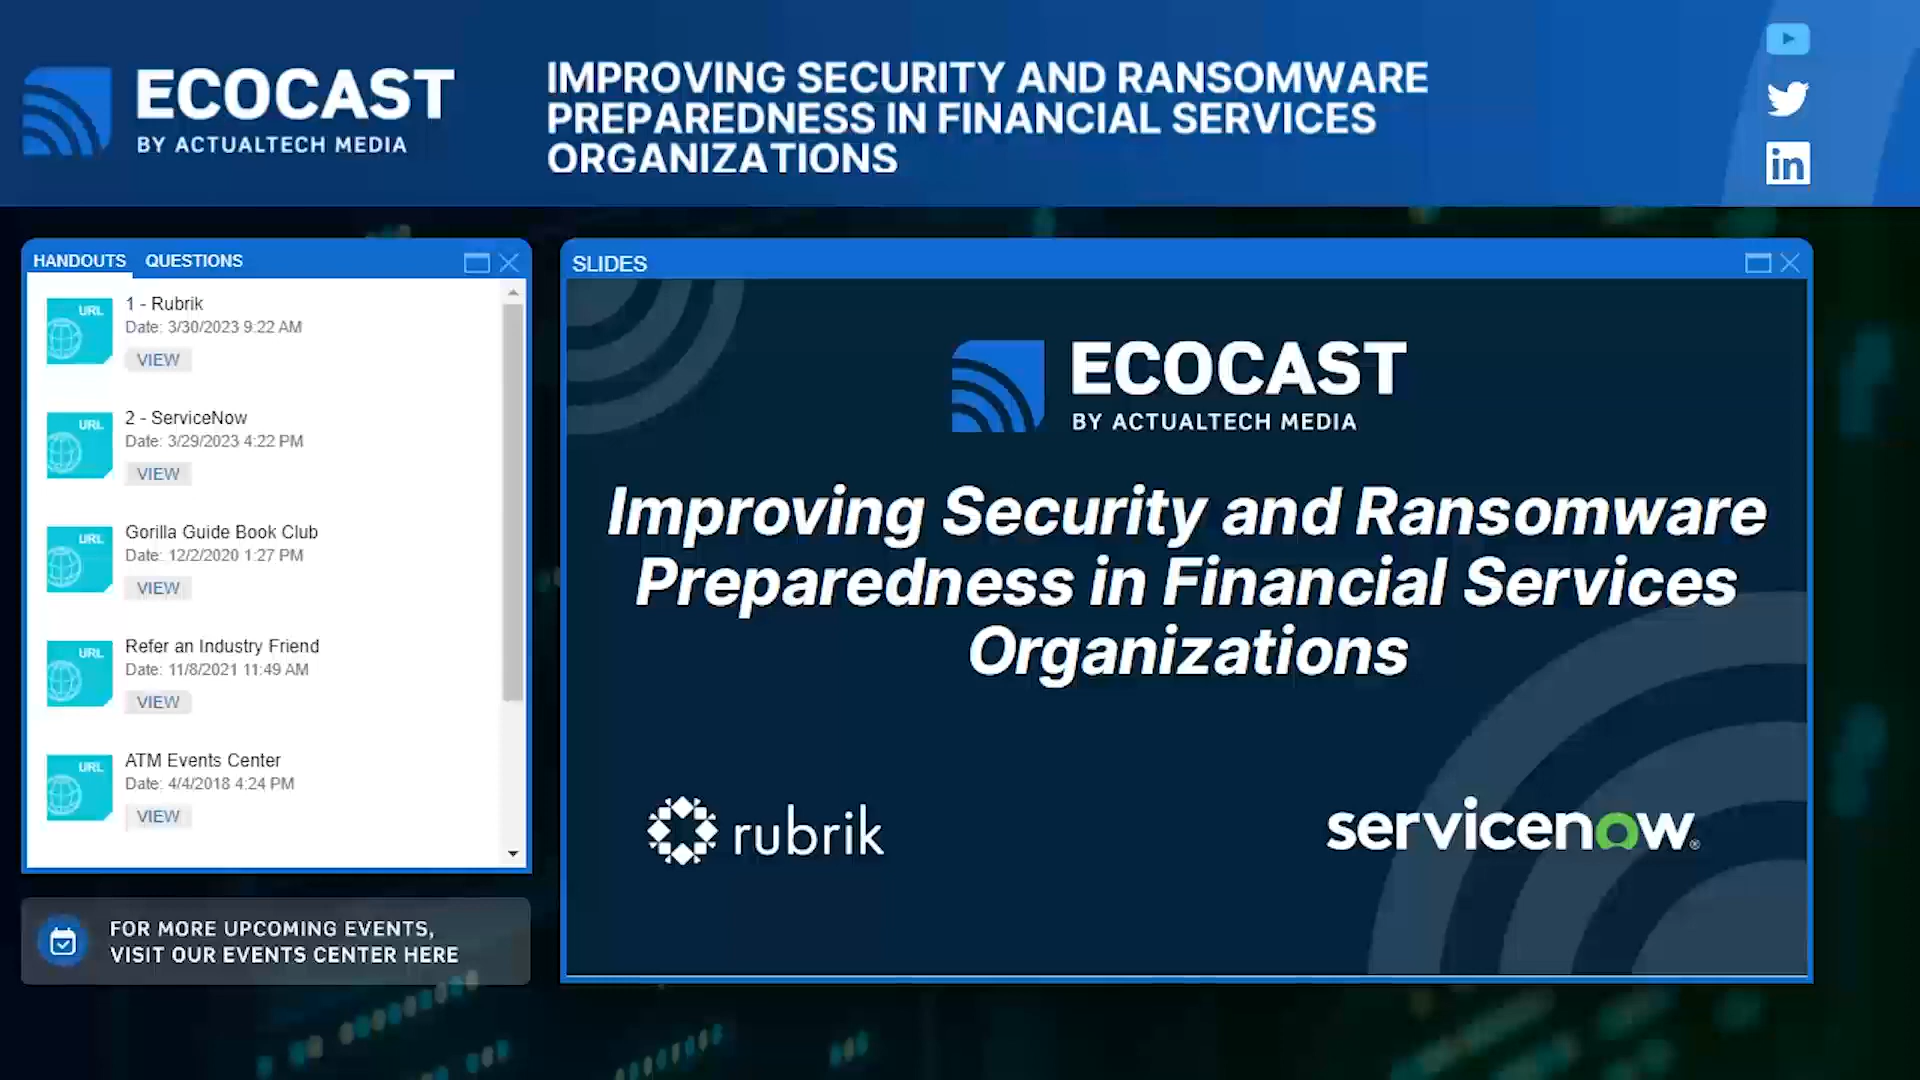 ECOCAST
BY ACTUALTECH MEDIA
IMPROVING SECURITY AND RANSOMWARE
PREPAREDNESS IN FINANCIAL SERVICES
ORGANIZATIONS
in
HANDOUTS QUESTIONS
URL
1 - Rubrik
Date: 3/30/2023 9:22 AM
VIEW
URL
2 - ServiceNow
Date: 3/29/2023 4:22 PM
VIEW
URL
Gorilla Guide Book Club
Date: 12/2/2020 1:27 PM
VIEW
URL
Refer an Industry Friend
Date: 11/8/2021 11:49 AM
VIEW
URL
ATM Events Center
Date: 4/4/2018 4:24 PM
VIEW
FOR MORE UPCOMING EVENTS,
VISIT OUR EVENTS CENTER HERE
SLIDES
ECOCAST
BY ACTUALTECH MEDIA
Improving Security and Ransomware
Preparedness in Financial Services
Organizations
rubrik
servicenow®